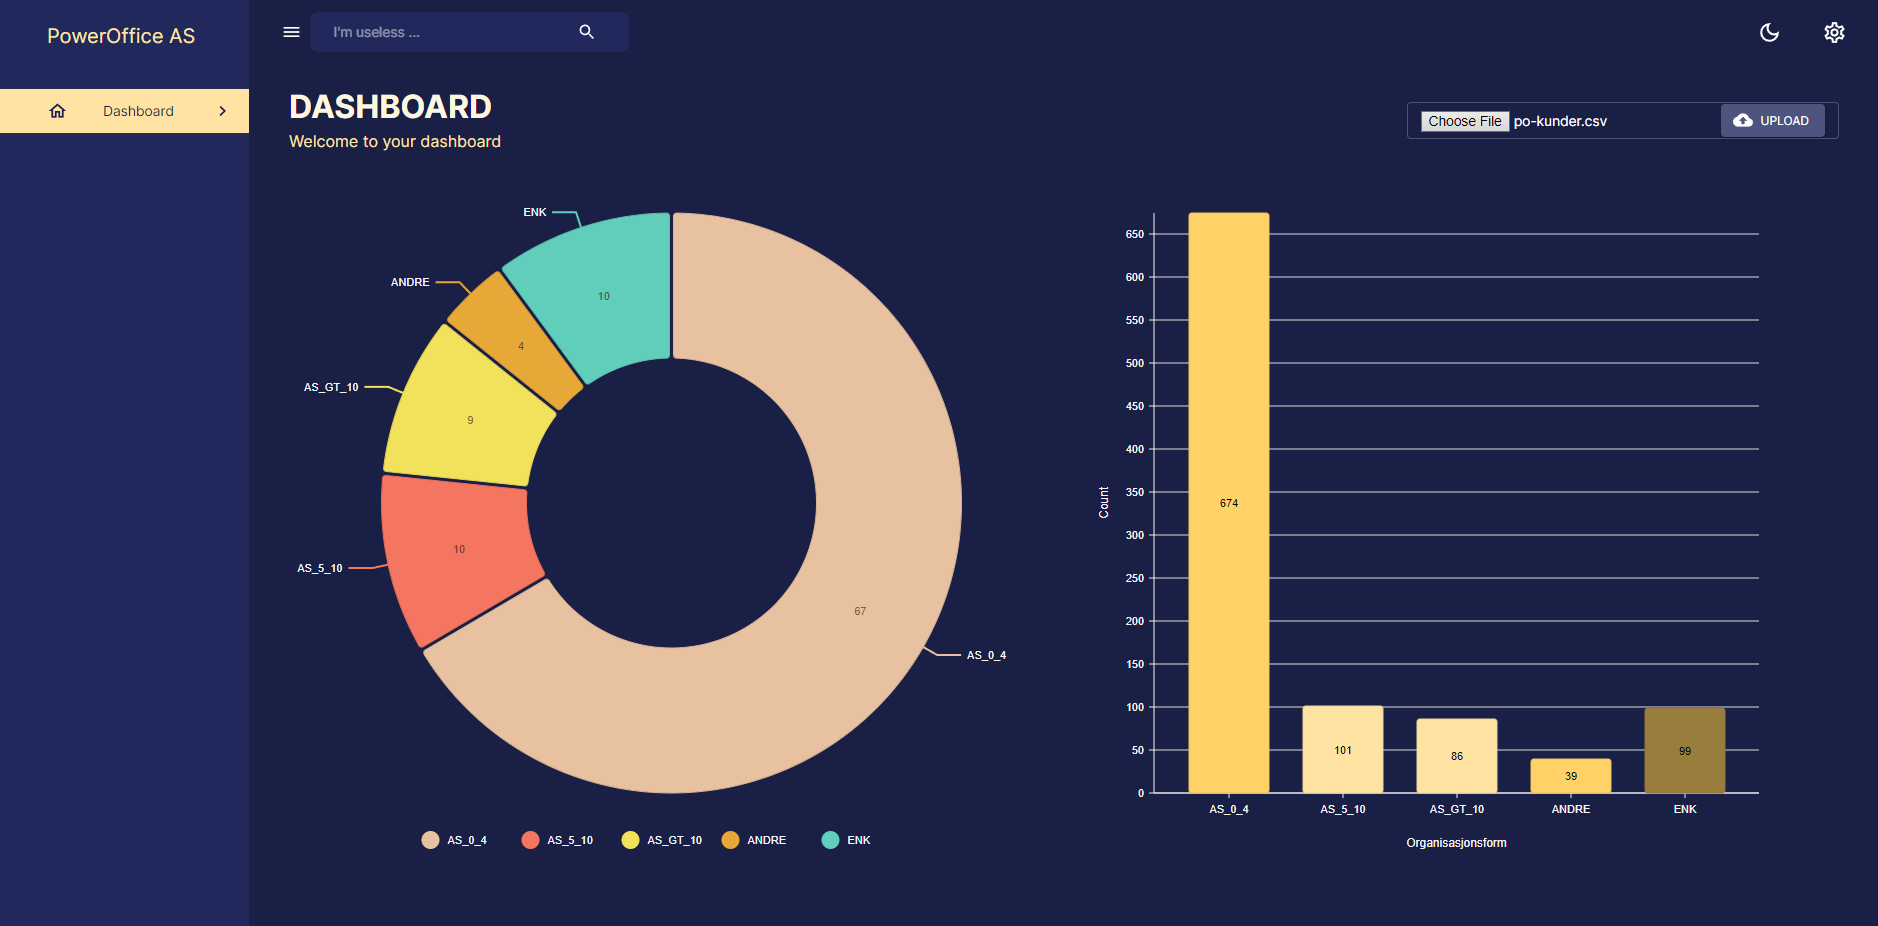 PowerOffice AS
I'm useless ...
Dashboard
DASHBOARD
Welcome to your dashboard
Choose File po-kunder.csv
UPLOAD
ENK
10
ANDRE
4
AS_GT_10
9
AS_5_10
10
67
AS_0_4
AS_0_4 AS_5_10 AS_GT_10 ANDRE ENK
650
600
550
500
450
400
350
300
250
200
150
100
50
0
Count
674
101
86
39
99
AS_0_4 AS_5_10 AS_GT_10 ANDRE ENK
Organisasjonsform